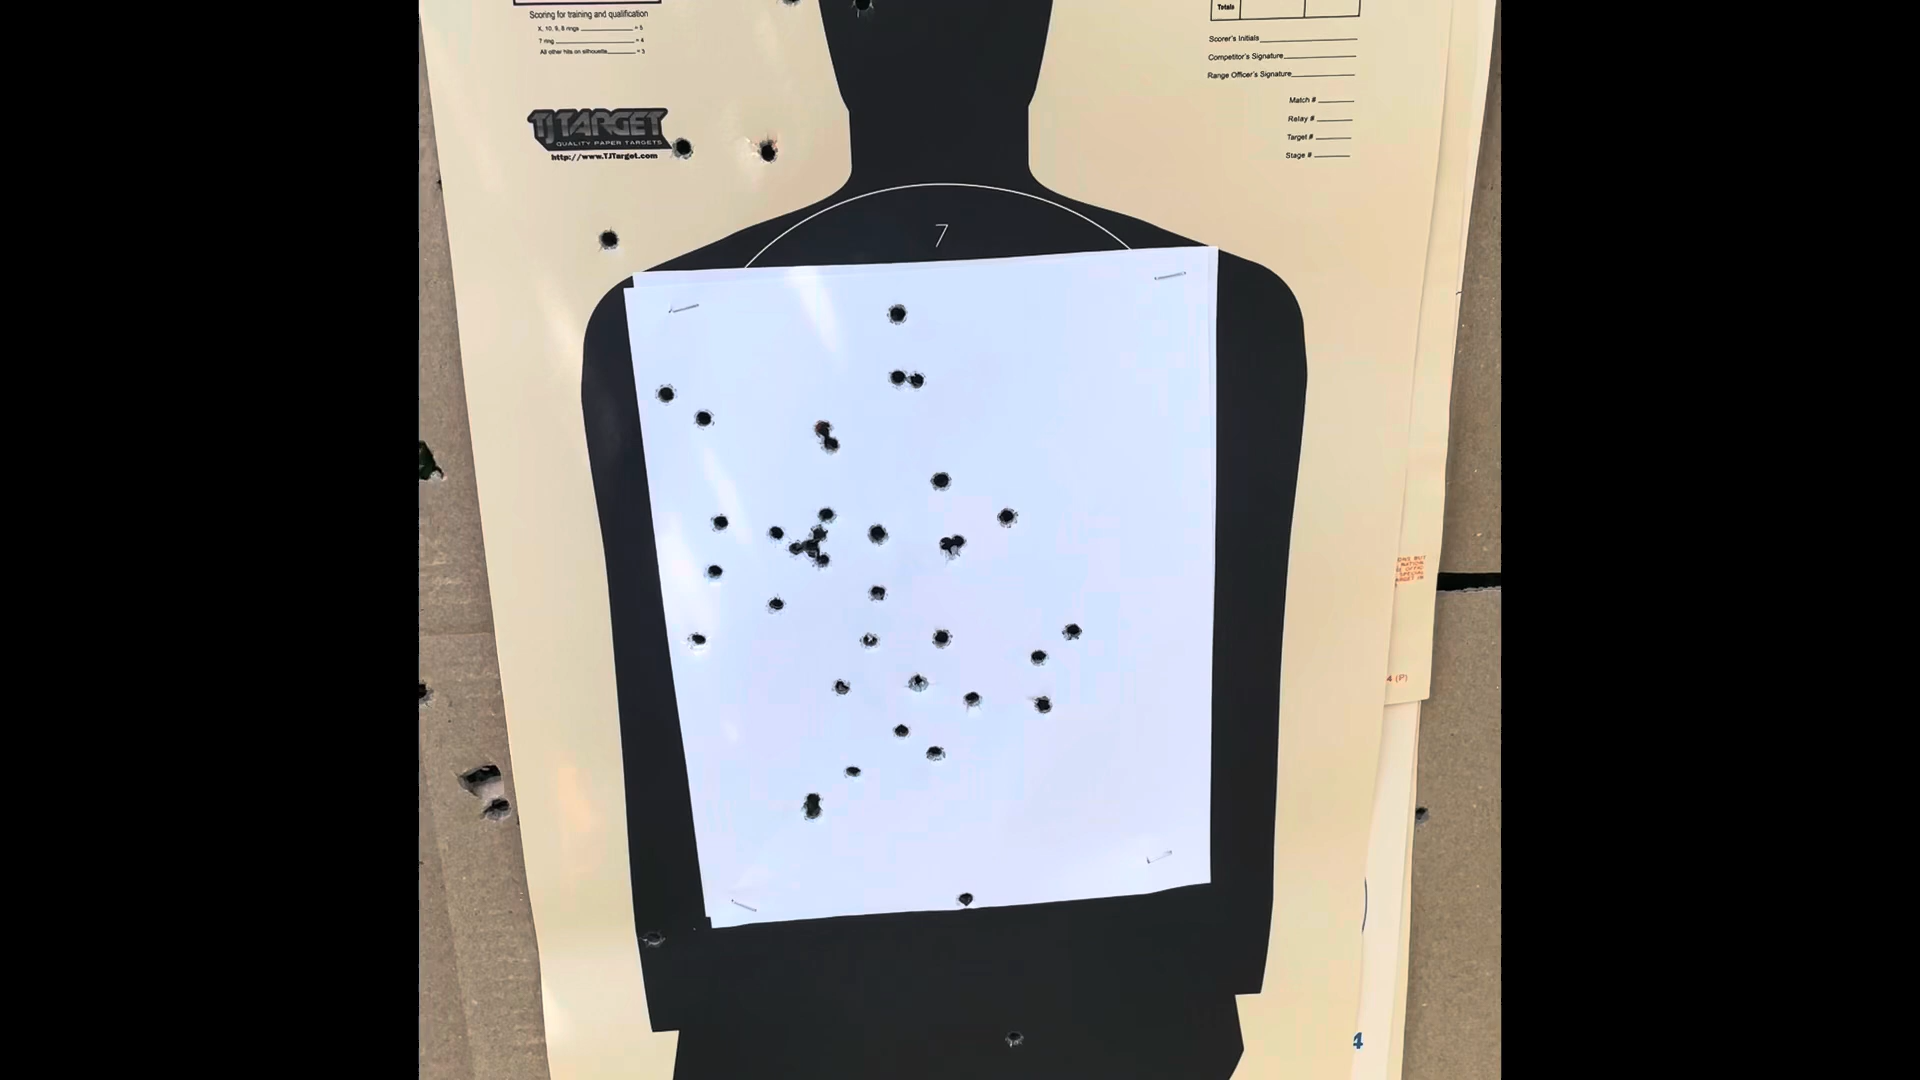 Scoring for training and qualification
X, 10, 9, 8 rings = 5
7 ring = 4
All other hits on silhouette = 3
TJ TARGET
QUALITY PAPER TARGETS
http://www.TJTarget.com
7
Totals
Scorer's Initials
Competitor's Signature
Range Officer's Signature
Match #
Relay #
Target #
Stage #
4 (P)
4